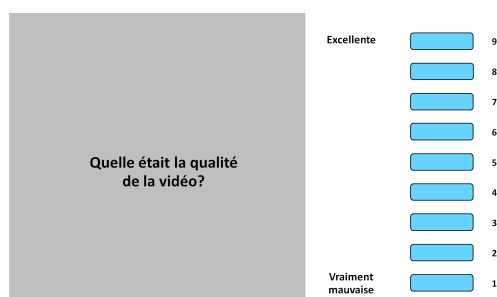 Quelle était la qualité
de la vidéo?
Excellente
9
8
7
6
5
4
3
2
Vraiment
mauvaise
1